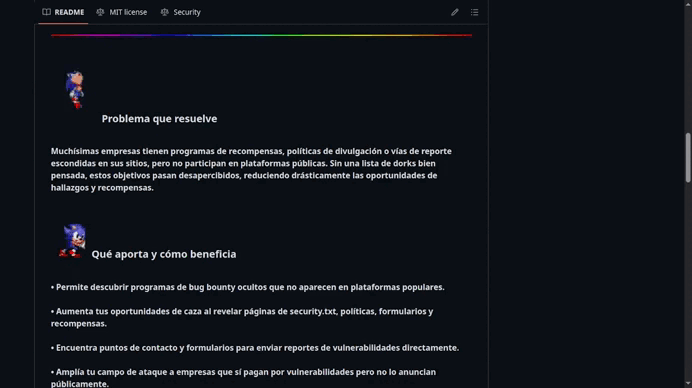 README
MIT license
Security
Problema que resuelve
Muchísimas empresas tienen programas de recompensas, políticas de divulgación o vías de reporte
escondidas en sus sitios, pero no participan en plataformas públicas. Sin una lista de dorks bien
pensada, estos objetivos pasan desapercibidos, reduciendo drásticamente las oportunidades de
hallazgos y recompensas.
Qué aporta y cómo beneficia
• Permite descubrir programas de bug bounty ocultos que no aparecen en plataformas populares.
• Aumenta tus oportunidades de caza al revelar páginas de security.txt, políticas, formularios y
recompensas.
• Encuentra puntos de contacto y formularios para enviar reportes de vulnerabilidades directamente.
• Amplía tu campo de ataque a empresas que sí pagan por vulnerabilidades pero no lo anuncian
públicamente.